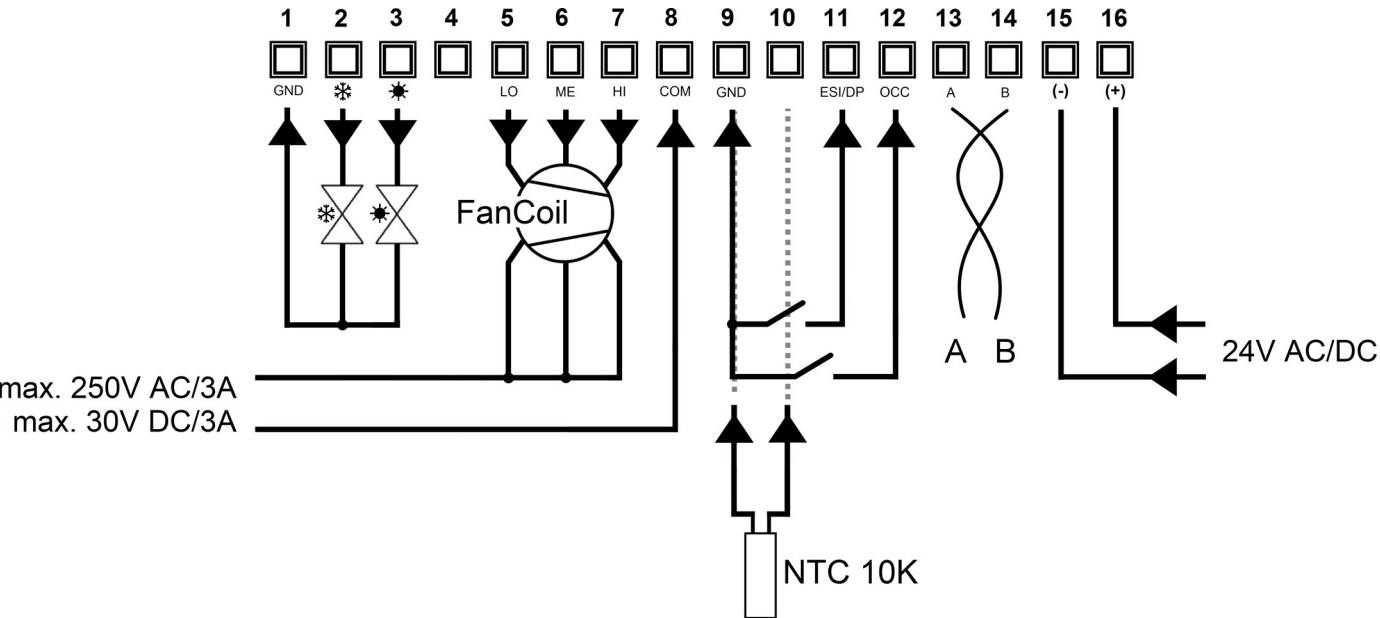 1 2 3 4 5 6 7 8 9 10 11 12 13 14 15 16
GND LO ME HI COM GND ESI/DP OCC A B (-) (+)
FanCoil
A B
24V AC/DC
max. 250V AC/3A
max. 30V DC/3A
NTC 10K